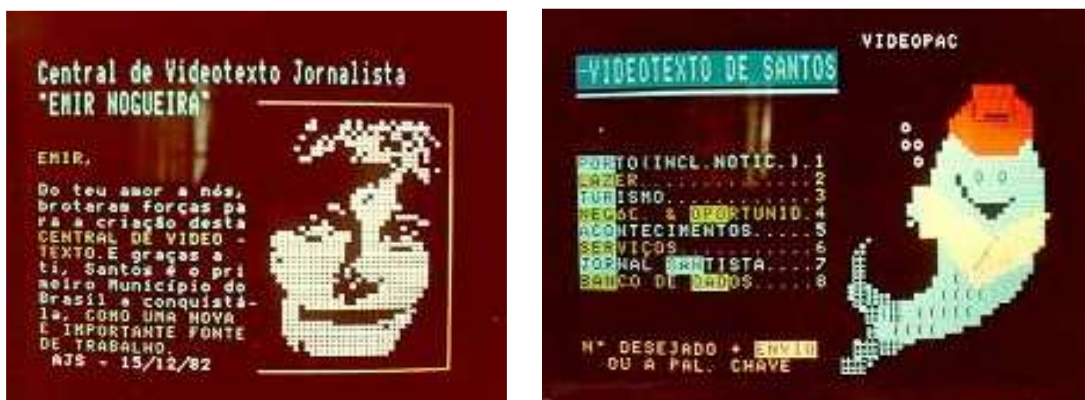 Central de Videotexto Jornalista
"EMIR NOGUEIRA"
EMIR,
Do teu amor a nós,
brotaram forças pa
ra a criação desta
CENTRAL DE VIDEO -
TEXTO.E graças a
ti, Santos é o pri
meiro Município do
Brasil a conquistá-
la, COMO UMA NOVA
E IMPORTANTE FONTE
DE TRABALHO.
AJS - 15/12/82
VIDEOPAC
-VIDEOTEXTO DE SANTOS
PORTO(INCL.NOTIC.).1
LAZER..............2
TURISMO............3
NEGóC. & OPORTUNID.4
ACONTECIMENTOS.....5
SERVIÇOS...........6
JORNAL SANTISTA....7
BANCO DE DADOS.....8
Nº DESEJADO + ENVIO
OU A PAL. CHAVE